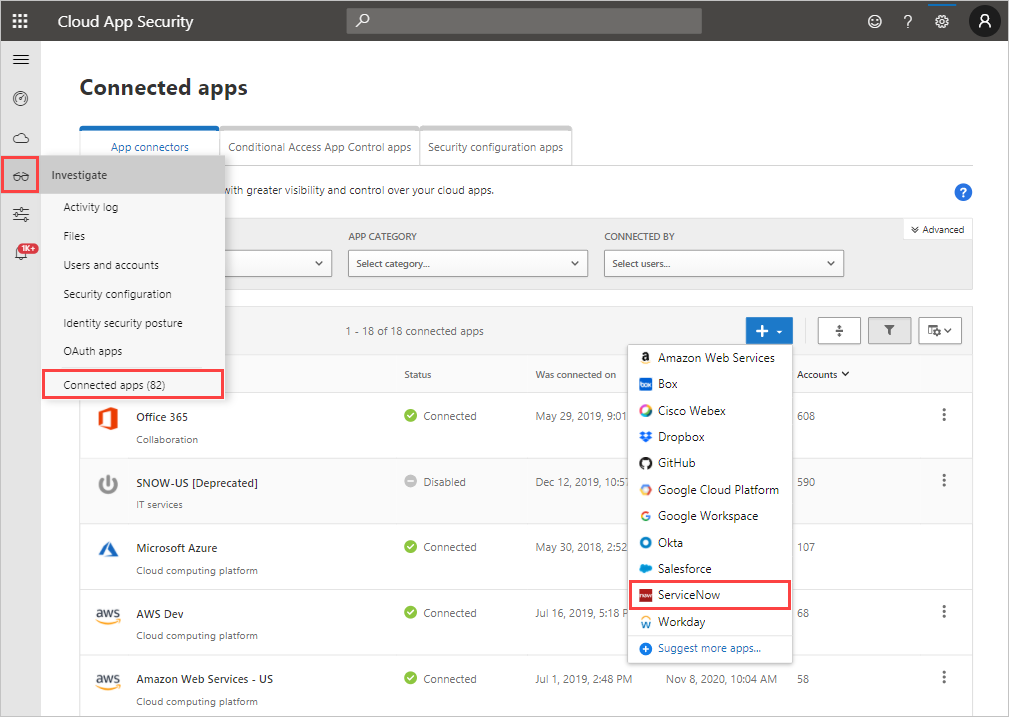 Cloud App Security
Connected apps
App connectors
Conditional Access App Control apps
Security configuration apps
Investigate
with greater visibility and control over your cloud apps.
?
Activity log
Files
Users and accounts
Security configuration
Identity security posture
OAuth apps
Connected apps (82)
1K+
Advanced
APP CATEGORY
CONNECTED BY
Select category...
Select users...
1 - 18 of 18 connected apps
Status
Was connected on
Accounts
Office 365
Collaboration
Connected
May 29, 2019, 9:01
608
SNOW-US [Deprecated]
IT services
Disabled
Dec 12, 2019, 10:57
590
Microsoft Azure
Cloud computing platform
Connected
May 30, 2018, 2:52
107
aws
AWS Dev
Cloud computing platform
Connected
Jul 16, 2019, 5:18 P
68
aws
Amazon Web Services - US
Cloud computing platform
Connected
Jul 1, 2019, 2:48 PM
Nov 8, 2020, 10:04 AM
58
Amazon Web Services
box
Box
Cisco Webex
Dropbox
GitHub
Google Cloud Platform
Google Workspace
Okta
Salesforce
now
ServiceNow
Workday
Suggest more apps...